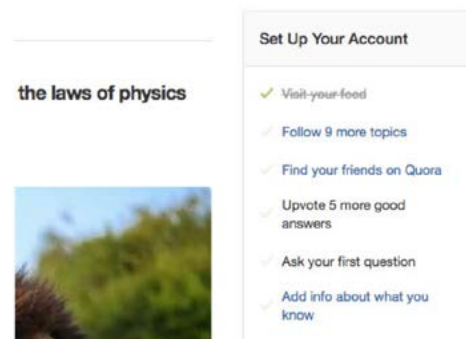 the laws of physics
Set Up Your Account
Visit your feed
Follow 9 more topics
Find your friends on Quora
Upvote 5 more good
answers
Ask your first question
Add info about what you
know